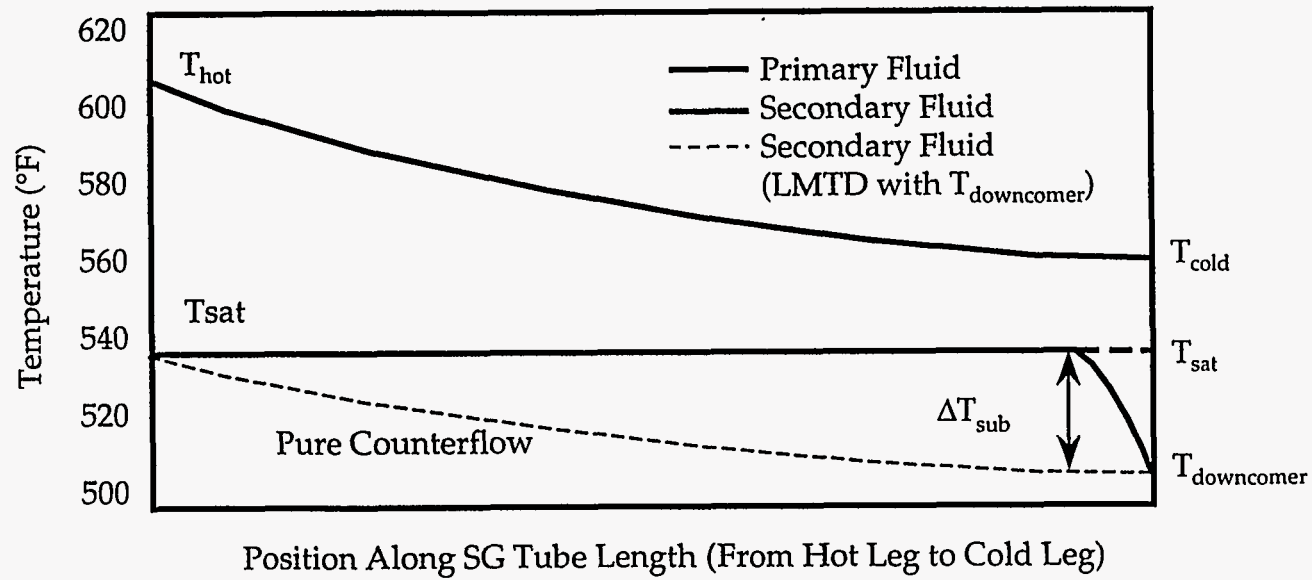 620
600
580
560
540
520
500
Temperature (°F)
T_hot
Primary Fluid
Secondary Fluid
Secondary Fluid
(LMTD with T_downcomer)
T_cold
Tsat
T_sat
ΔT_sub
Pure Counterflow
T_downcomer
Position Along SG Tube Length (From Hot Leg to Cold Leg)